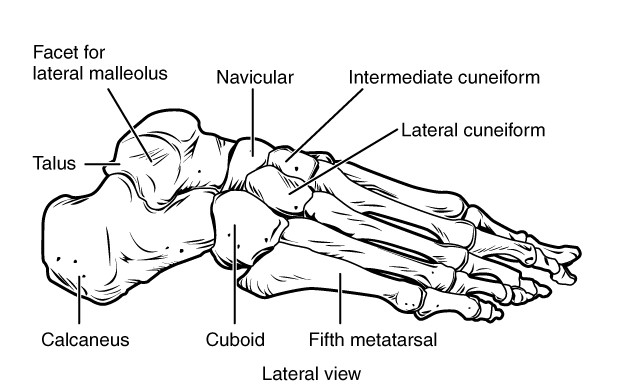 Facet for
lateral malleolus
Navicular
Intermediate cuneiform
Lateral cuneiform
Talus
Calcaneus
Cuboid
Fifth metatarsal
Lateral view